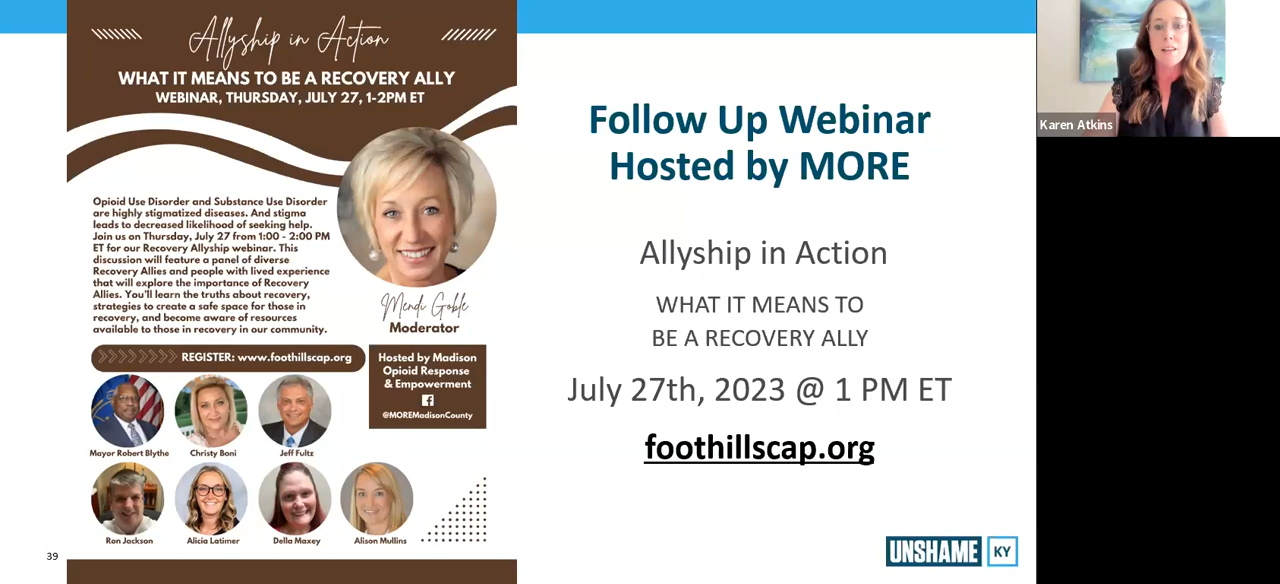 Allyship in Action
WHAT IT MEANS TO BE A RECOVERY ALLY
WEBINAR, THURSDAY, JULY 27, 1-2PM ET
Opioid Use Disorder and Substance Use Disorder
are highly stigmatized diseases. And stigma
leads to decreased likelihood of seeking help.
Join us on Thursday, July 27 from 1:00 - 2:00 PM
ET for our Recovery Allyship webinar. This
discussion will feature a panel of diverse
Recovery Allies and people with lived experience
that will explore the importance of Recovery
Allies. You'll learn the truths about recovery,
strategies to create a safe space for those in
recovery, and become aware of resources
available to those in recovery in our community.
Mendi Goble
Moderator
REGISTER: www.foothillscap.org
Hosted by Madison
Opioid Response
& Empowerment
@MOREMadisonCounty
Mayor Robert Blythe
Christy Boni
Jeff Fultz
Ron Jackson
Alicia Latimer
Della Maxey
Alison Mullins
39
Follow Up Webinar
Hosted by MORE
Allyship in Action
WHAT IT MEANS TO
BE A RECOVERY ALLY
July 27th, 2023 @ 1 PM ET
foothillscap.org
UNSHAME KY
Karen Atkins